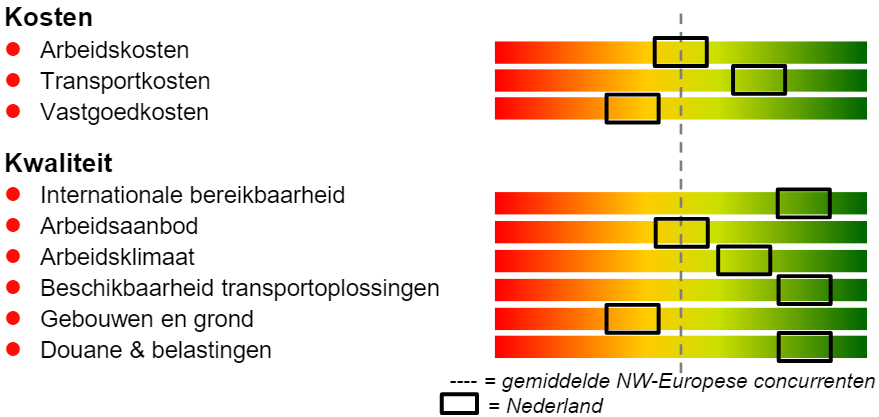 Kosten
Arbeidskosten
Transportkosten
Vastgoedkosten
Kwaliteit
Internationale bereikbaarheid
Arbeidsaanbod
Arbeidsklimaat
Beschikbaarheid transportoplossingen
Gebouwen en grond
Douane & belastingen
---- = gemiddelde NW-Europese concurrenten
= Nederland